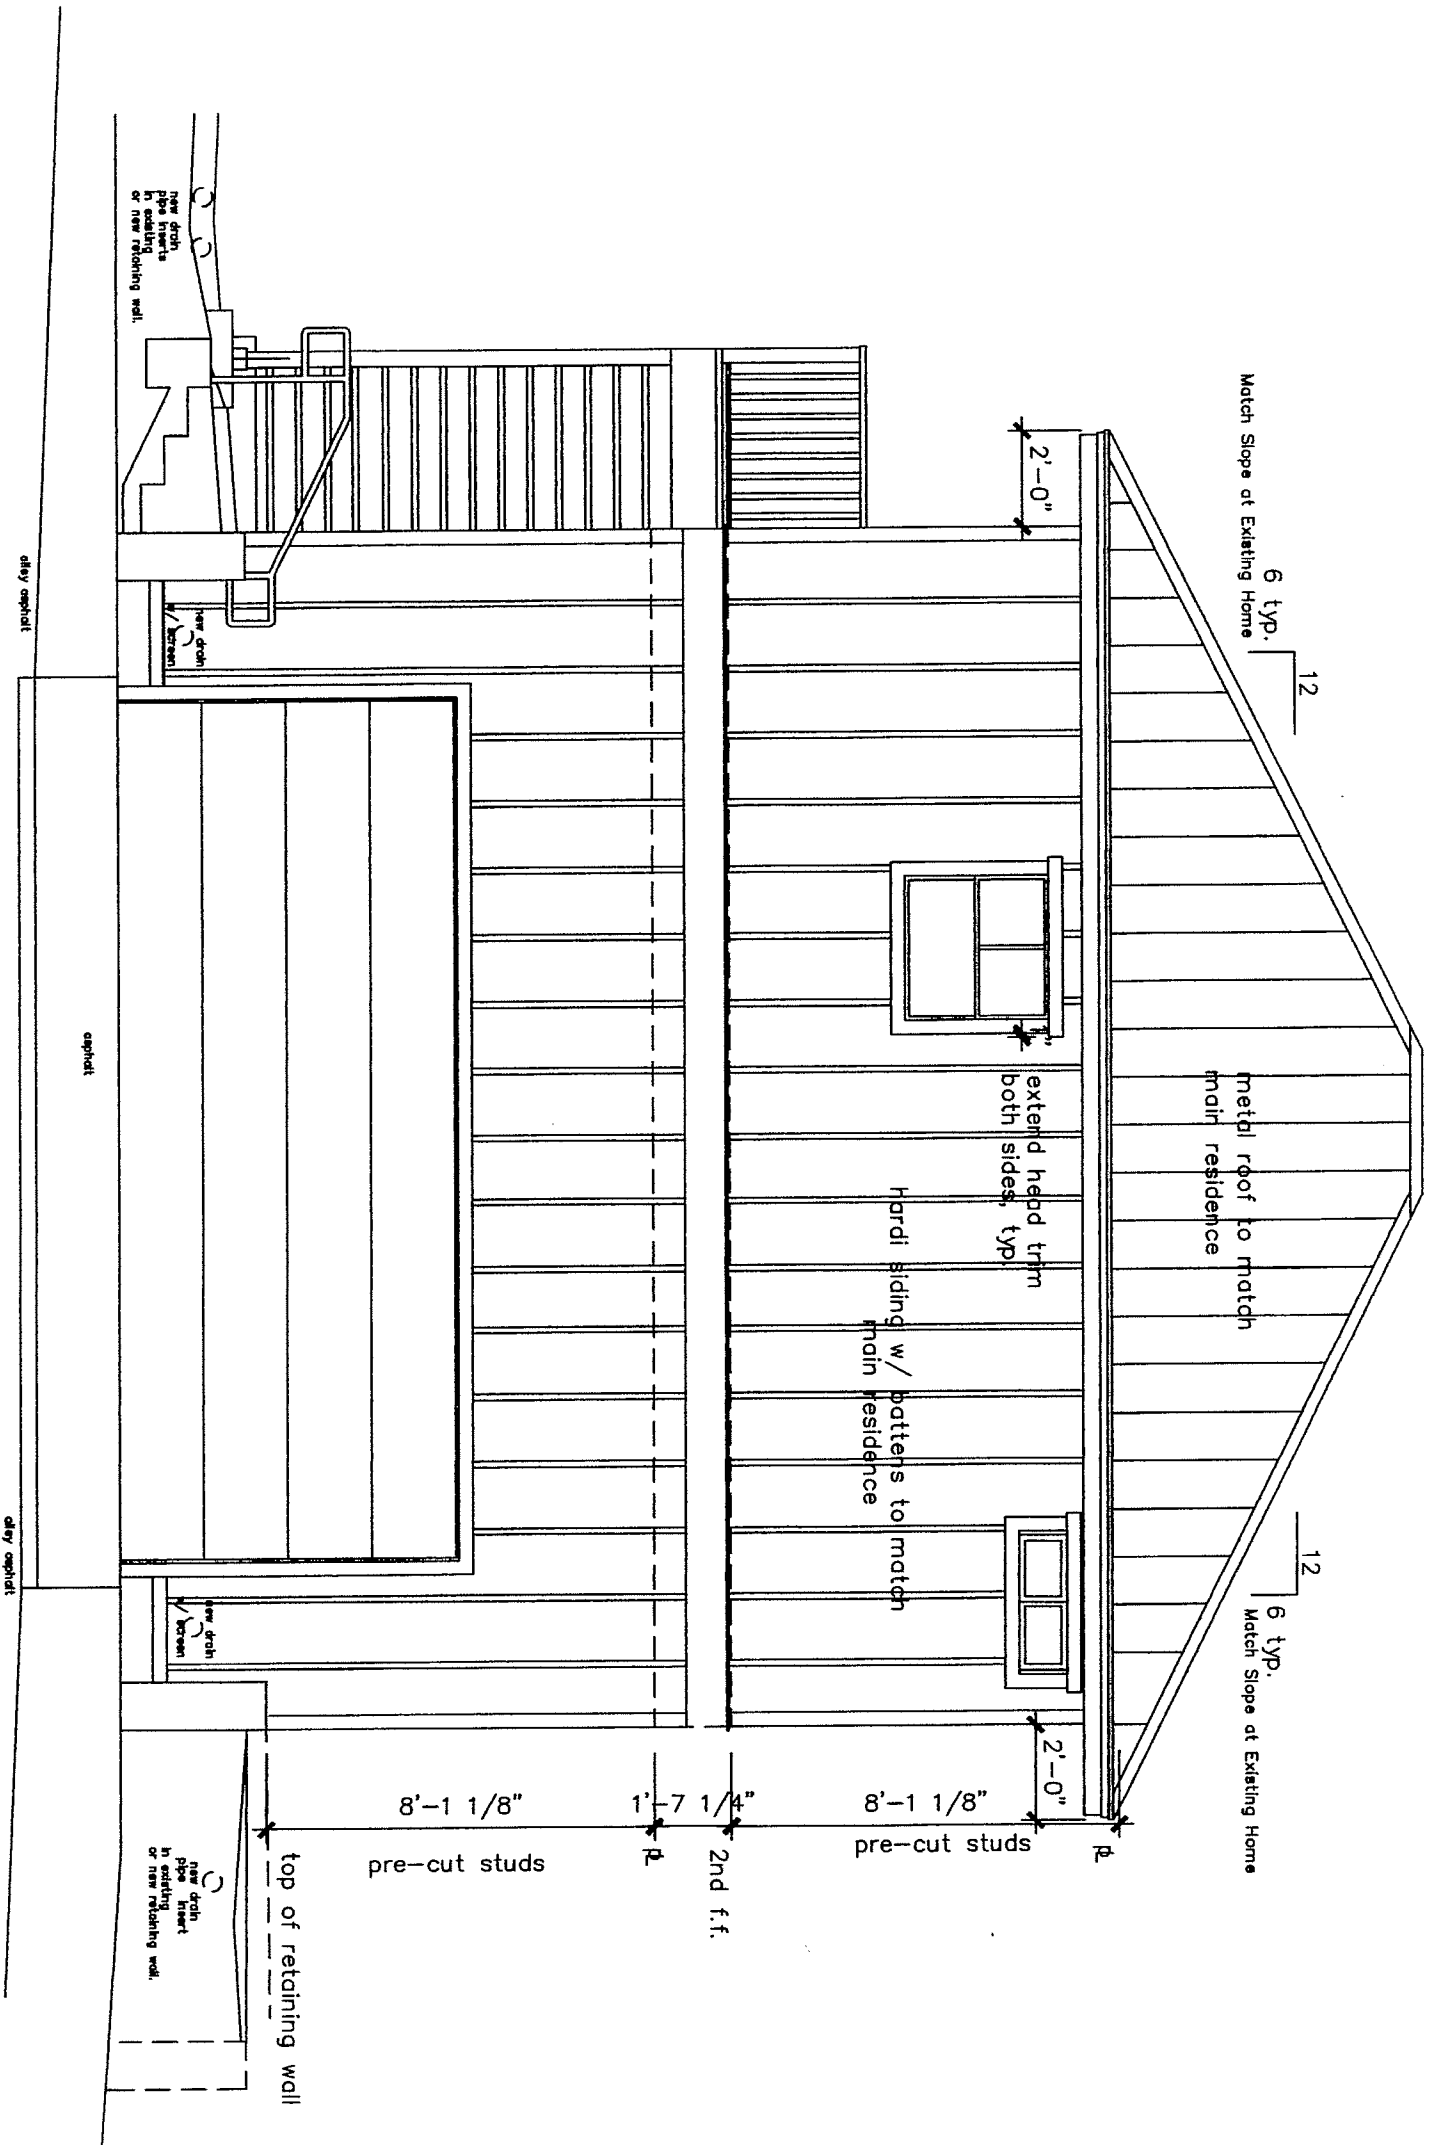 6 typ.
12
Match Slope at Existing Home
12
6 typ.
Match Slope at Existing Home
metal roof to match
main residence
2'-0"
1"
extend head trim
both sides, typ.
2'-0"
hardi siding w/ battens to match
main residence
8'-1 1/8"
pre-cut studs
PL
1'-7 1/4"
2nd f.f.
PL
8'-1 1/8"
pre-cut studs
top of retaining wall
new drain
pipe inserts
in existing
or new retaining wall.
new drain
w/ screen
new drain
w/ screen
new drain
pipe insert
in existing
or new retaining wall.
asphalt
alley asphalt
alley asphalt